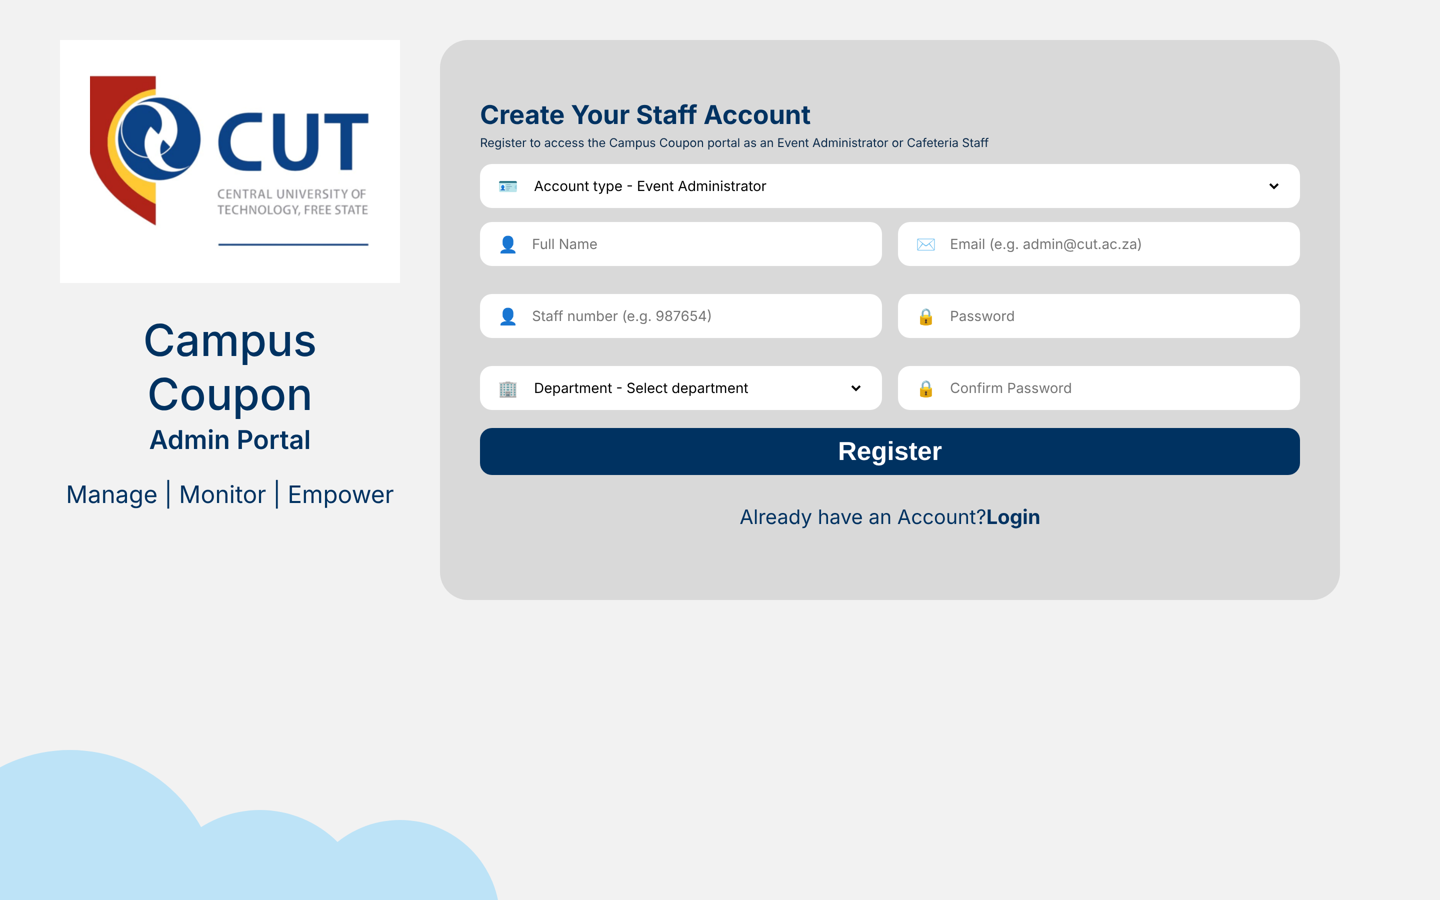 CUT
CENTRAL UNIVERSITY OF
TECHNOLOGY, FREE STATE
Campus
Coupon
Admin Portal
Manage | Monitor | Empower
Create Your Staff Account
Register to access the Campus Coupon portal as an Event Administrator or Cafeteria Staff
Account type - Event Administrator
Full Name
Email (e.g. admin@cut.ac.za)
Staff number (e.g. 987654)
Password
Department - Select department
Confirm Password
Register
Already have an Account?Login